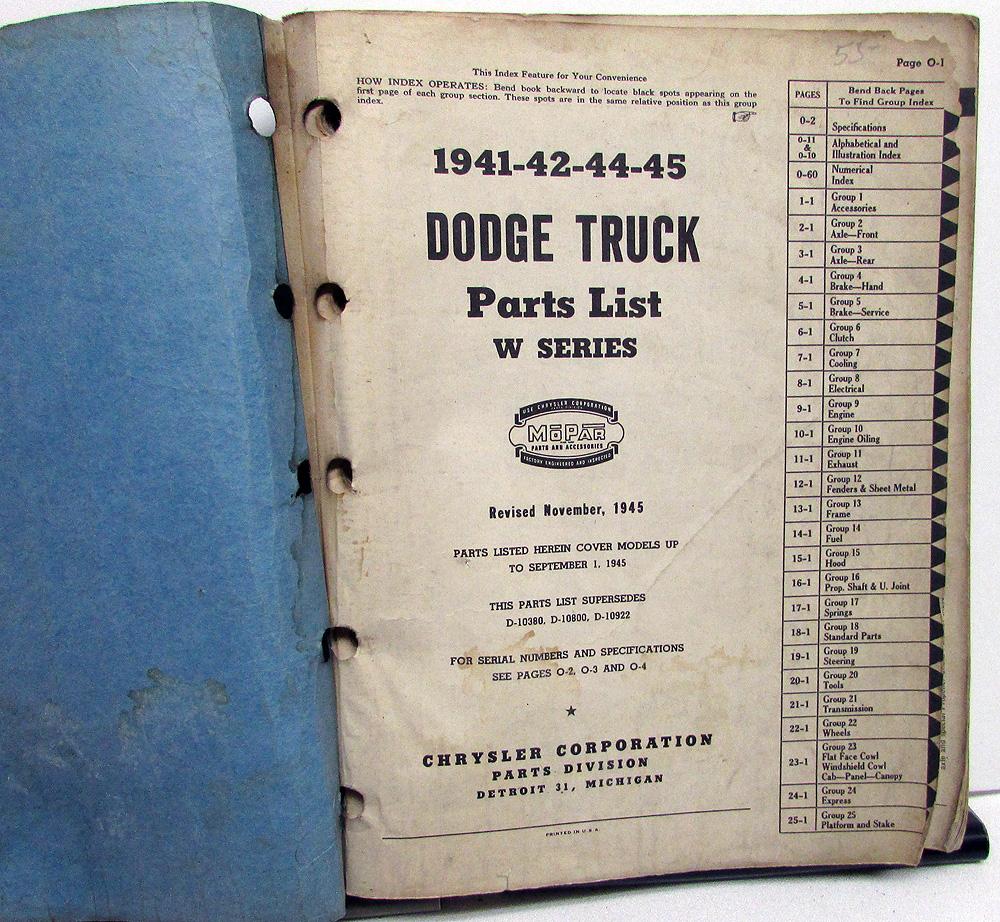 55-
Page O-1
This Index Feature for Your Convenience
HOW INDEX OPERATES: Bend book backward to locate black spots appearing on the
first page of each group section. These spots are in the same relative position as this group
index.
1941-42-44-45
DODGE TRUCK
Parts List
W SERIES
USE CHRYSLER CORPORATION
MOPAR
PARTS AND ACCESSORIES
FACTORY ENGINEERED AND INSPECTED
Revised November, 1945
PARTS LISTED HEREIN COVER MODELS UP
TO SEPTEMBER 1, 1945
THIS PARTS LIST SUPERSEDES
D-10380, D-10800, D-10922
FOR SERIAL NUMBERS AND SPECIFICATIONS
SEE PAGES O-2, O-3 AND O-4
CHRYSLER CORPORATION
PARTS DIVISION
DETROIT 31, MICHIGAN
PRINTED IN U.S.A.
PAGES
Bend Back Pages
To Find Group Index
0-2
Specifications
0-11
&
0-10
Alphabetical and
Illustration Index
0-60
Numerical
Index
1-1
Group 1
Accessories
2-1
Group 2
Axle—Front
3-1
Group 3
Axle—Rear
4-1
Group 4
Brake—Hand
5-1
Group 5
Brake—Service
6-1
Group 6
Clutch
7-1
Group 7
Cooling
8-1
Group 8
Electrical
9-1
Group 9
Engine
10-1
Group 10
Engine Oiling
11-1
Group 11
Exhaust
12-1
Group 12
Fenders & Sheet Metal
13-1
Group 13
Frame
14-1
Group 14
Fuel
15-1
Group 15
Hood
16-1
Group 16
Prop. Shaft & U. Joint
17-1
Group 17
Springs
18-1
Group 18
Standard Parts
19-1
Group 19
Steering
20-1
Group 20
Tools
21-1
Group 21
Transmission
22-1
Group 22
Wheels
23-1
Group 23
Flat Face Cowl
Windshield Cowl
Cab—Panel—Canopy
24-1
Group 24
Express
25-1
Group 25
Platform and Stake
axle and special